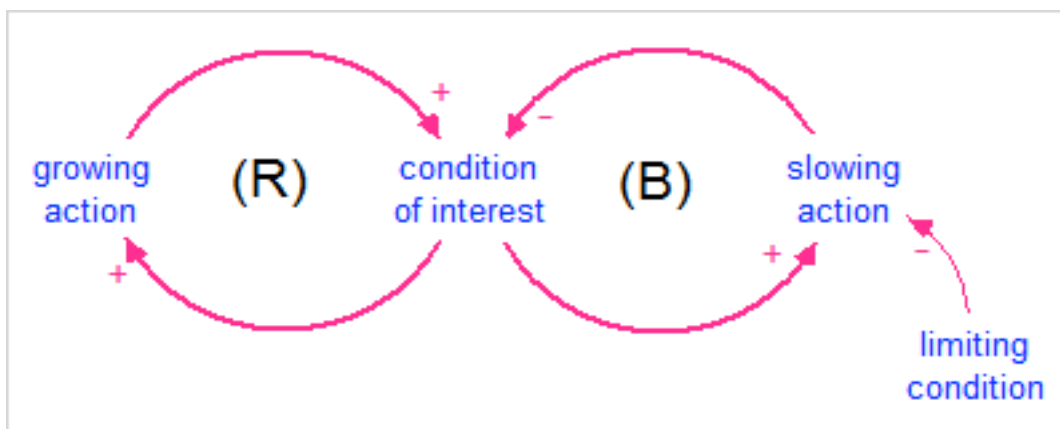 +
−
growing
action
(R)
condition
of interest
(B)
slowing
action
+
+
−
limiting
condition